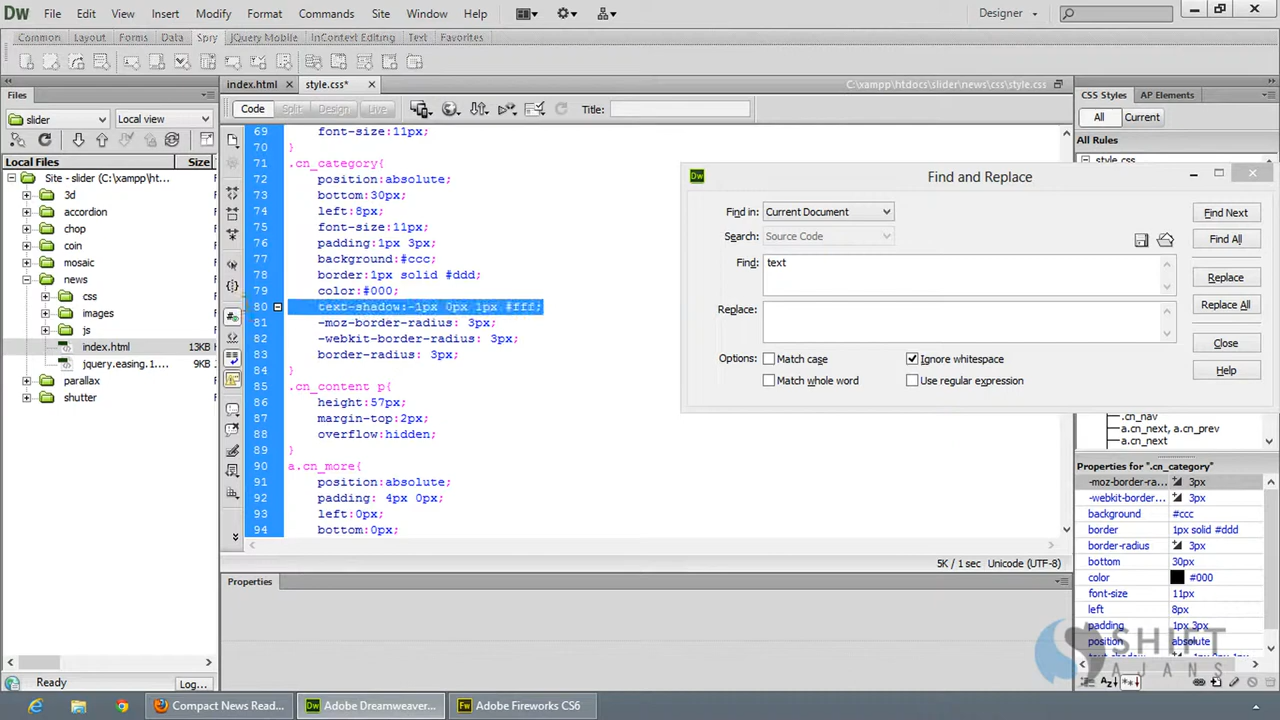 Dw File Edit View Insert Modify Format Commands Site Window Help Designer
Common Layout Forms Data Spry jQuery Mobile InContext Editing Text Favorites
Files index.html style.css* C:\xampp\htdocs\slider\news\css\style.css CSS Styles AP Elements
slider Local view Code Split Design Live Title: All Current
Local Files Size All Rules
style.css
Site - slider (C:\xampp\ht...
3d
accordion
chop
coin
mosaic
news
css
images
js
index.html 13KB
jquery.easing.1.... 9KB
parallax
shutter
69 font-size:11px;
70 }
71 .cn_category{
72 position:absolute;
73 bottom:30px;
74 left:8px;
75 font-size:11px;
76 padding:1px 3px;
77 background:#ccc;
78 border:1px solid #ddd;
79 color:#000;
80 text-shadow:-1px 0px 1px #fff;
81 -moz-border-radius: 3px;
82 -webkit-border-radius: 3px;
83 border-radius: 3px;
84 }
85 .cn_content p{
86 height:57px;
87 margin-top:2px;
88 overflow:hidden;
89 }
90 a.cn_more{
91 position:absolute;
92 padding: 4px 0px;
93 left:0px;
94 bottom:0px;
Dw Find and Replace
Find in: Current Document Find Next
Search: Source Code Find All
Find: text
Replace
Replace: Replace All
Options: Match case Ignore whitespace Close
Match whole word Use regular expression Help
.cn_nav
a.cn_next, a.cn_prev
a.cn_next
Properties for ".cn_category"
-moz-border-ra... 3px
-webkit-border... 3px
background #ccc
border 1px solid #ddd
border-radius 3px
bottom 30px
color #000
font-size 11px
left 8px
padding 1px 3px
position absolute
text-shadow -1px 0px 1px
5K / 1 sec Unicode (UTF-8)
Properties
SHIFT
AJANS
Ready Log...
Compact News Read... Dw Adobe Dreamweaver... Fw Adobe Fireworks CS6